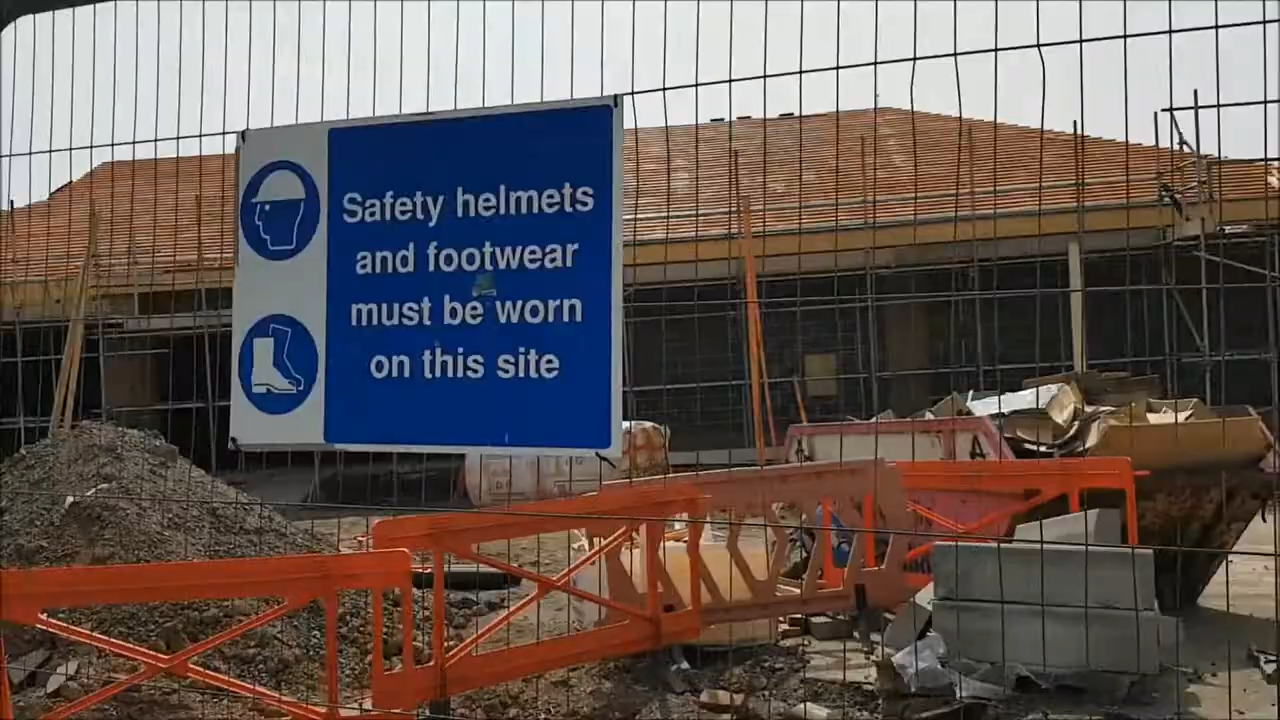 Safety helmets
and footwear
must be worn
on this site